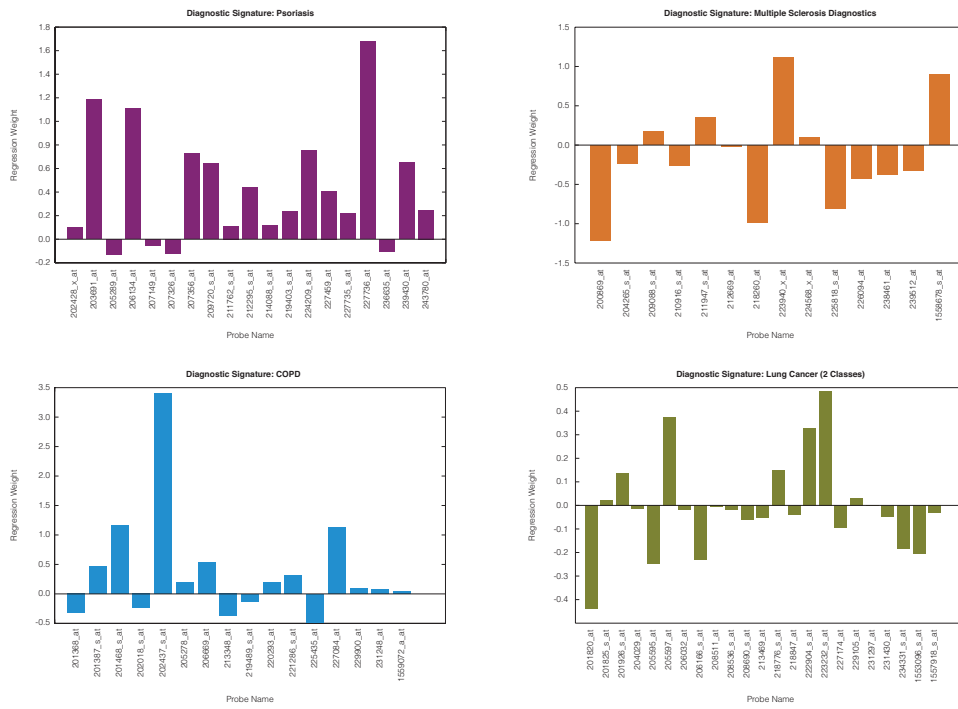 Diagnostic Signature: Psoriasis
1.8
1.6
1.4
1.2
1.0
0.8
0.6
0.4
0.2
0.0
-0.2
Regression Weight
202428_x_at
203691_at
205289_at
206134_at
207149_at
207326_at
207356_at
209720_s_at
211762_s_at
212295_s_at
214088_s_at
219403_s_at
224209_s_at
227459_at
227735_s_at
227736_at
236635_at
239430_at
243780_at
Probe Name
Diagnostic Signature: Multiple Sclerosis Diagnostics
1.5
1.0
0.5
0.0
-0.5
-1.0
-1.5
Regression Weight
200869_at
204265_s_at
209088_s_at
210916_s_at
211947_s_at
212669_at
218260_at
223940_x_at
224568_x_at
225818_s_at
226094_at
238461_at
239512_at
1558678_s_at
Probe Name
Diagnostic Signature: COPD
3.5
3.0
2.5
2.0
1.5
1.0
0.5
0.0
-0.5
Regression Weight
201368_at
201387_s_at
201468_s_at
202018_s_at
202437_s_at
205278_at
206669_at
213348_at
219489_s_at
220293_at
221286_s_at
225435_at
227084_at
229900_at
231248_at
1559072_a_at
Probe Name
Diagnostic Signature: Lung Cancer (2 Classes)
0.5
0.4
0.3
0.2
0.1
0.0
-0.1
-0.2
-0.3
-0.4
Regression Weight
201820_at
201825_s_at
201926_s_at
204029_at
205595_at
205977_at
206032_at
206166_s_at
208511_at
208536_s_at
208690_s_at
213469_at
218776_s_at
218847_at
222904_s_at
223232_s_at
227174_at
229105_at
231297_at
231430_at
234331_s_at
1553096_s_at
1557918_s_at
Probe Name